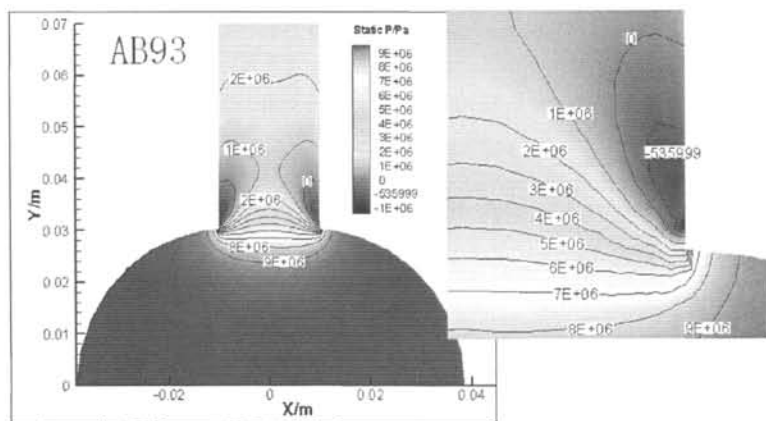 AB93
Static P/Pa
9E+06
8E+06
7E+06
6E+06
5E+06
4E+06
3E+06
2E+06
1E+06
0
-535999
-1E+06
0.07
0.06
0.05
0.04
0.03
0.02
0.01
0
Y/m
-0.02
0
0.02
0.04
X/m
2E+06
1E+06
0
2E+06
8E+06
9E+06
0
1E+06
-535999
2E+06
3E+06
4E+06
5E+06
6E+06
7E+06
8E+06
9E+06